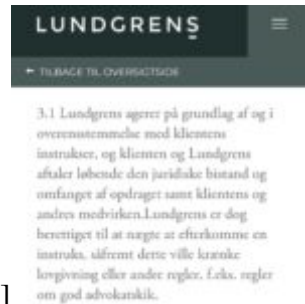 LUNDGRENS
← TILBAGE TIL OVERSIGTSSIDE
3.1 Lundgrens agerer på grundlag af og i
overensstemmelse med klientens
instrukser, og klienten og Lundgrens
aftaler løbende den juridiske bistand og
omfanget af opdraget samt klientens og
andres medvirken.Lundgrens er dog
berettiget til at nægte at efterkomme en
instruks, såfremt dette ville krænke
lovgivning eller andre regler, f.eks. regler
om god advokatskik.
]